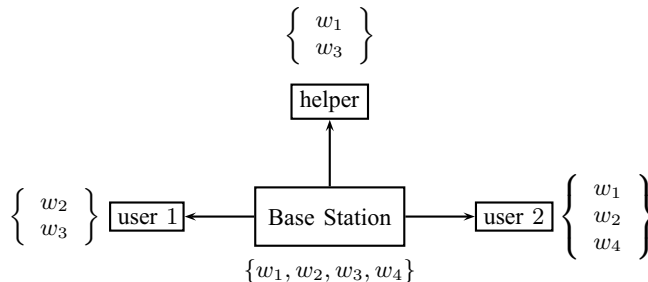 { w₁ w₃ }
helper
{ w₂ w₃ }
user 1
Base Station
user 2
{ w₁ w₂ w₄ }
{w₁, w₂, w₃, w₄}